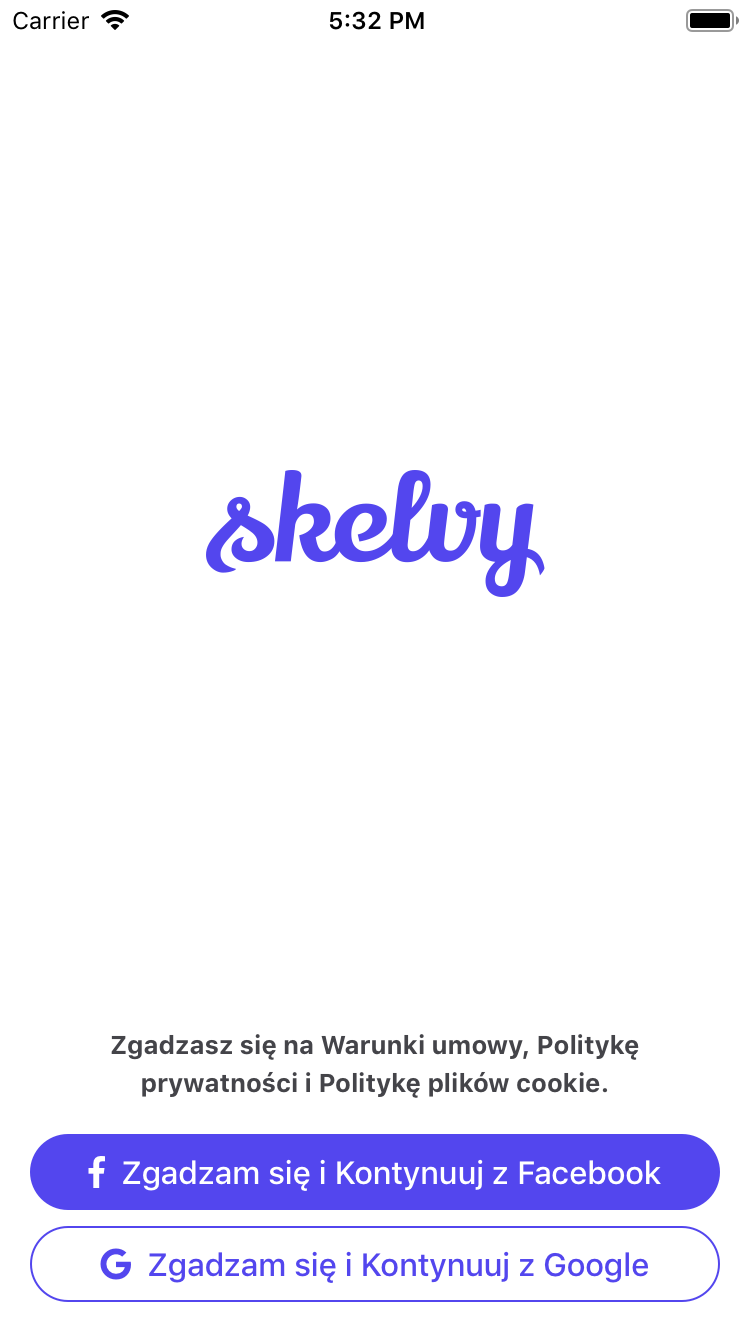 Carrier 5:32 PM
skelvy
Zgadzasz się na Warunki umowy, Politykę
prywatności i Politykę plików cookie.
Zgadzam się i Kontynuuj z Facebook
Zgadzam się i Kontynuuj z Google